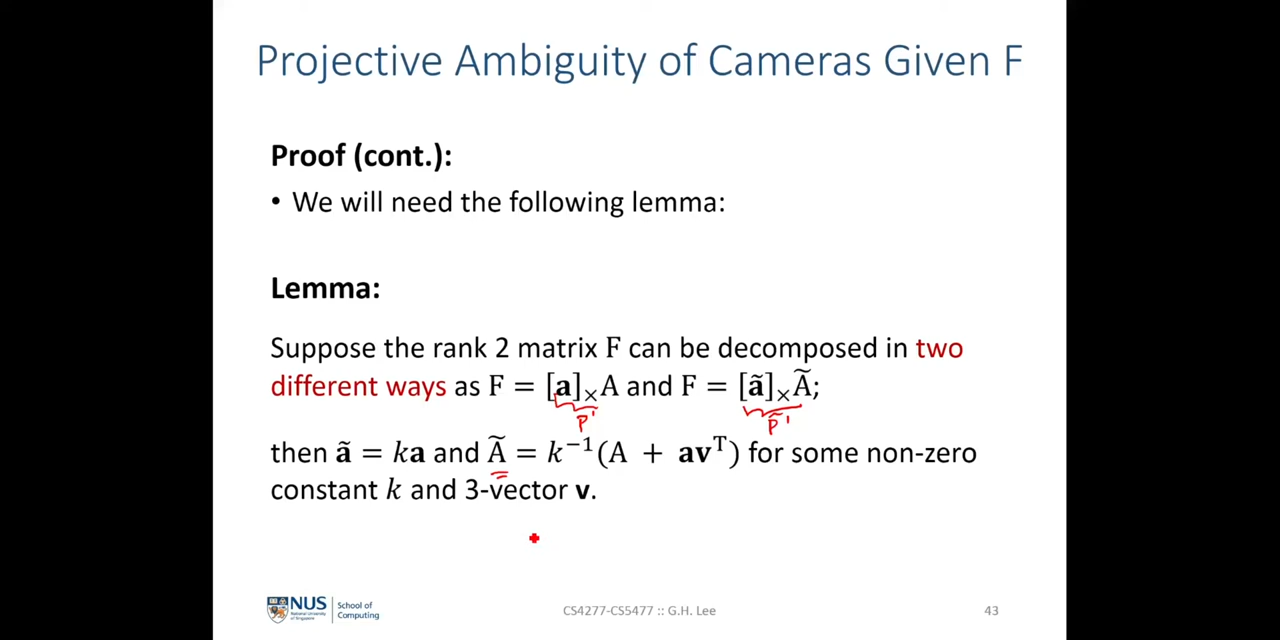 Projective Ambiguity of Cameras Given F
Proof (cont.):
• We will need the following lemma:
Lemma:
Suppose the rank 2 matrix F can be decomposed in two
different ways as F = [a]×A and F = [ã]×Ã;
P' P̃'
then ã = ka and Ã = k⁻¹(A + avᵀ) for some non-zero
constant k and 3-vector v.
NUS
National University
of Singapore
School of
Computing
CS4277-CS5477 :: G.H. Lee
43